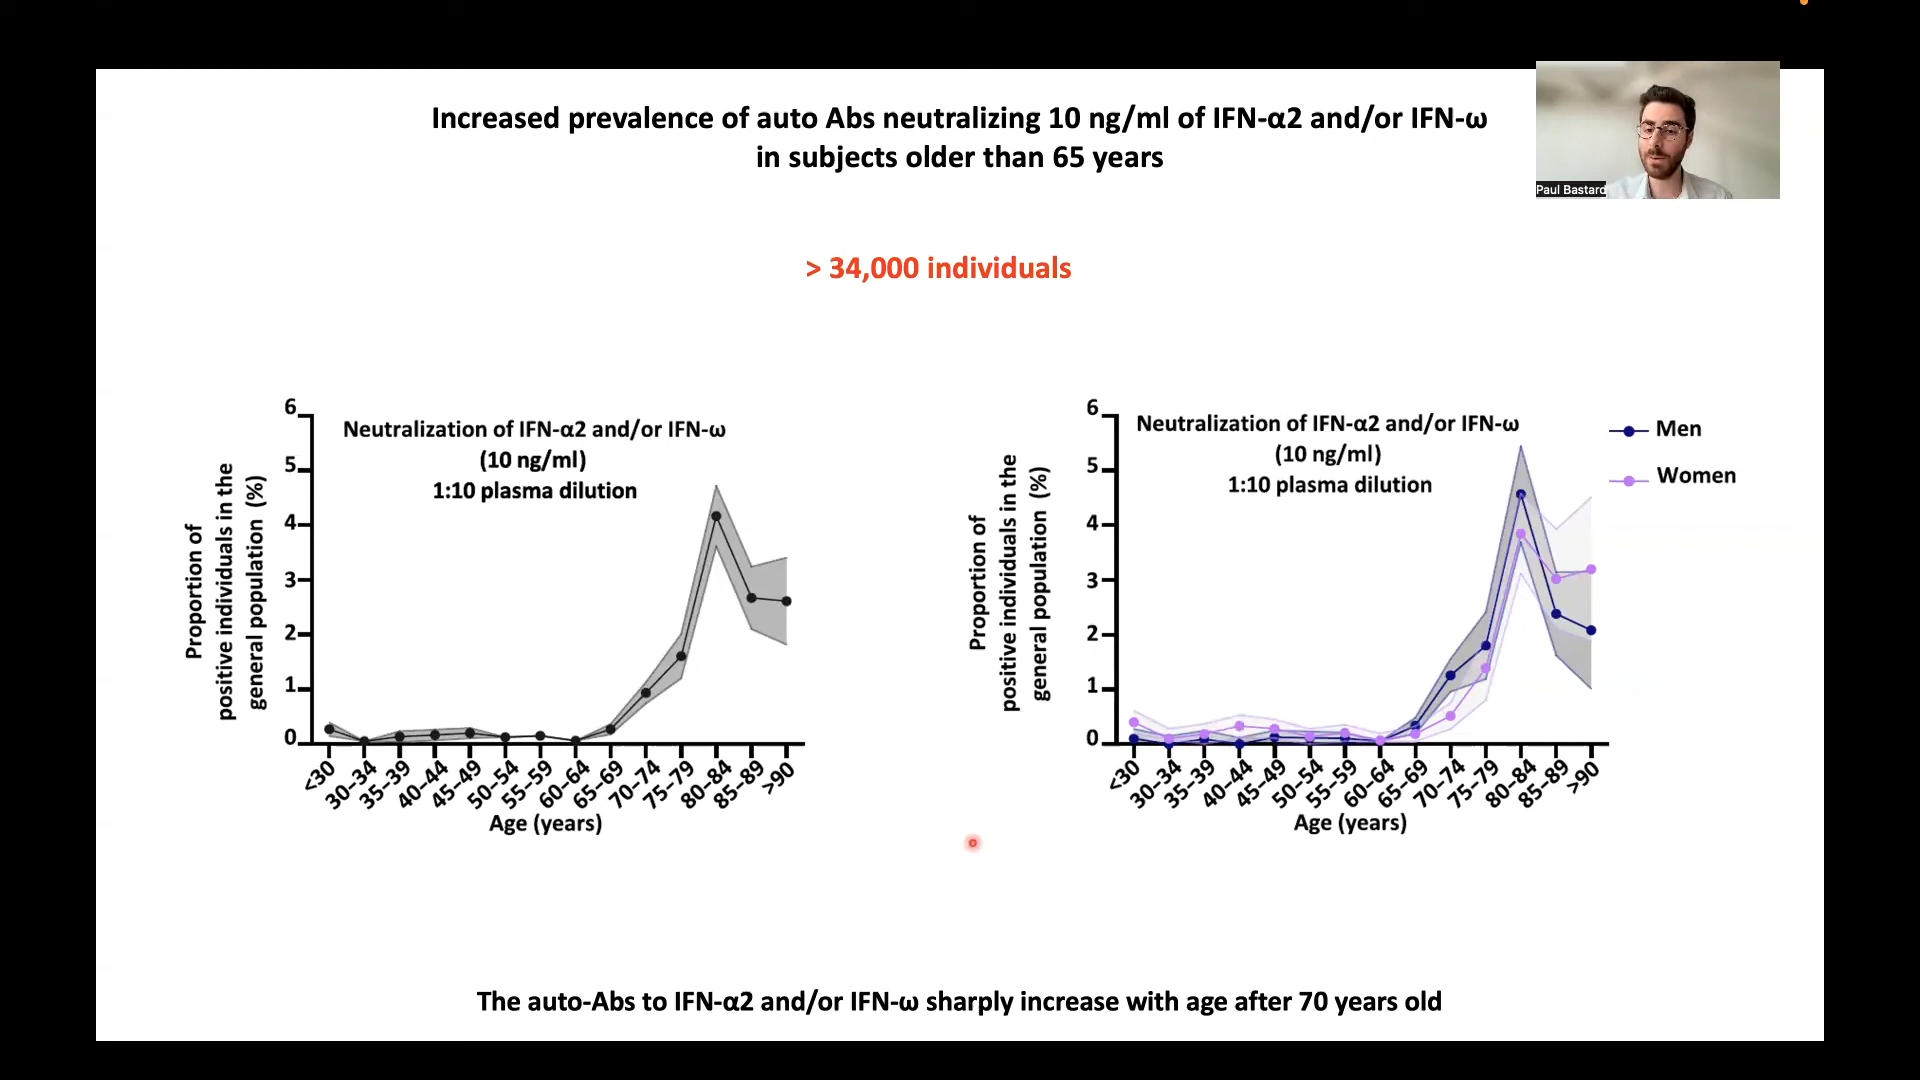 Increased prevalence of auto Abs neutralizing 10 ng/ml of IFN-α2 and/or IFN-ω
in subjects older than 65 years
Paul Bastard
> 34,000 individuals
Neutralization of IFN-α2 and/or IFN-ω
(10 ng/ml)
1:10 plasma dilution
Proportion of
positive individuals in the
general population (%)
6
5
4
3
2
1
0
<30
30–34
35–39
40–44
45–49
50–54
55–59
60–64
65–69
70–74
75–79
80–84
85–89
>90
Age (years)
Neutralization of IFN-α2 and/or IFN-ω
(10 ng/ml)
1:10 plasma dilution
Men
Women
Proportion of
positive individuals in the
general population (%)
6
5
4
3
2
1
0
<30
30–34
35–39
40–44
45–49
50–54
55–59
60–64
65–69
70–74
75–79
80–84
85–89
>90
Age (years)
The auto-Abs to IFN-α2 and/or IFN-ω sharply increase with age after 70 years old